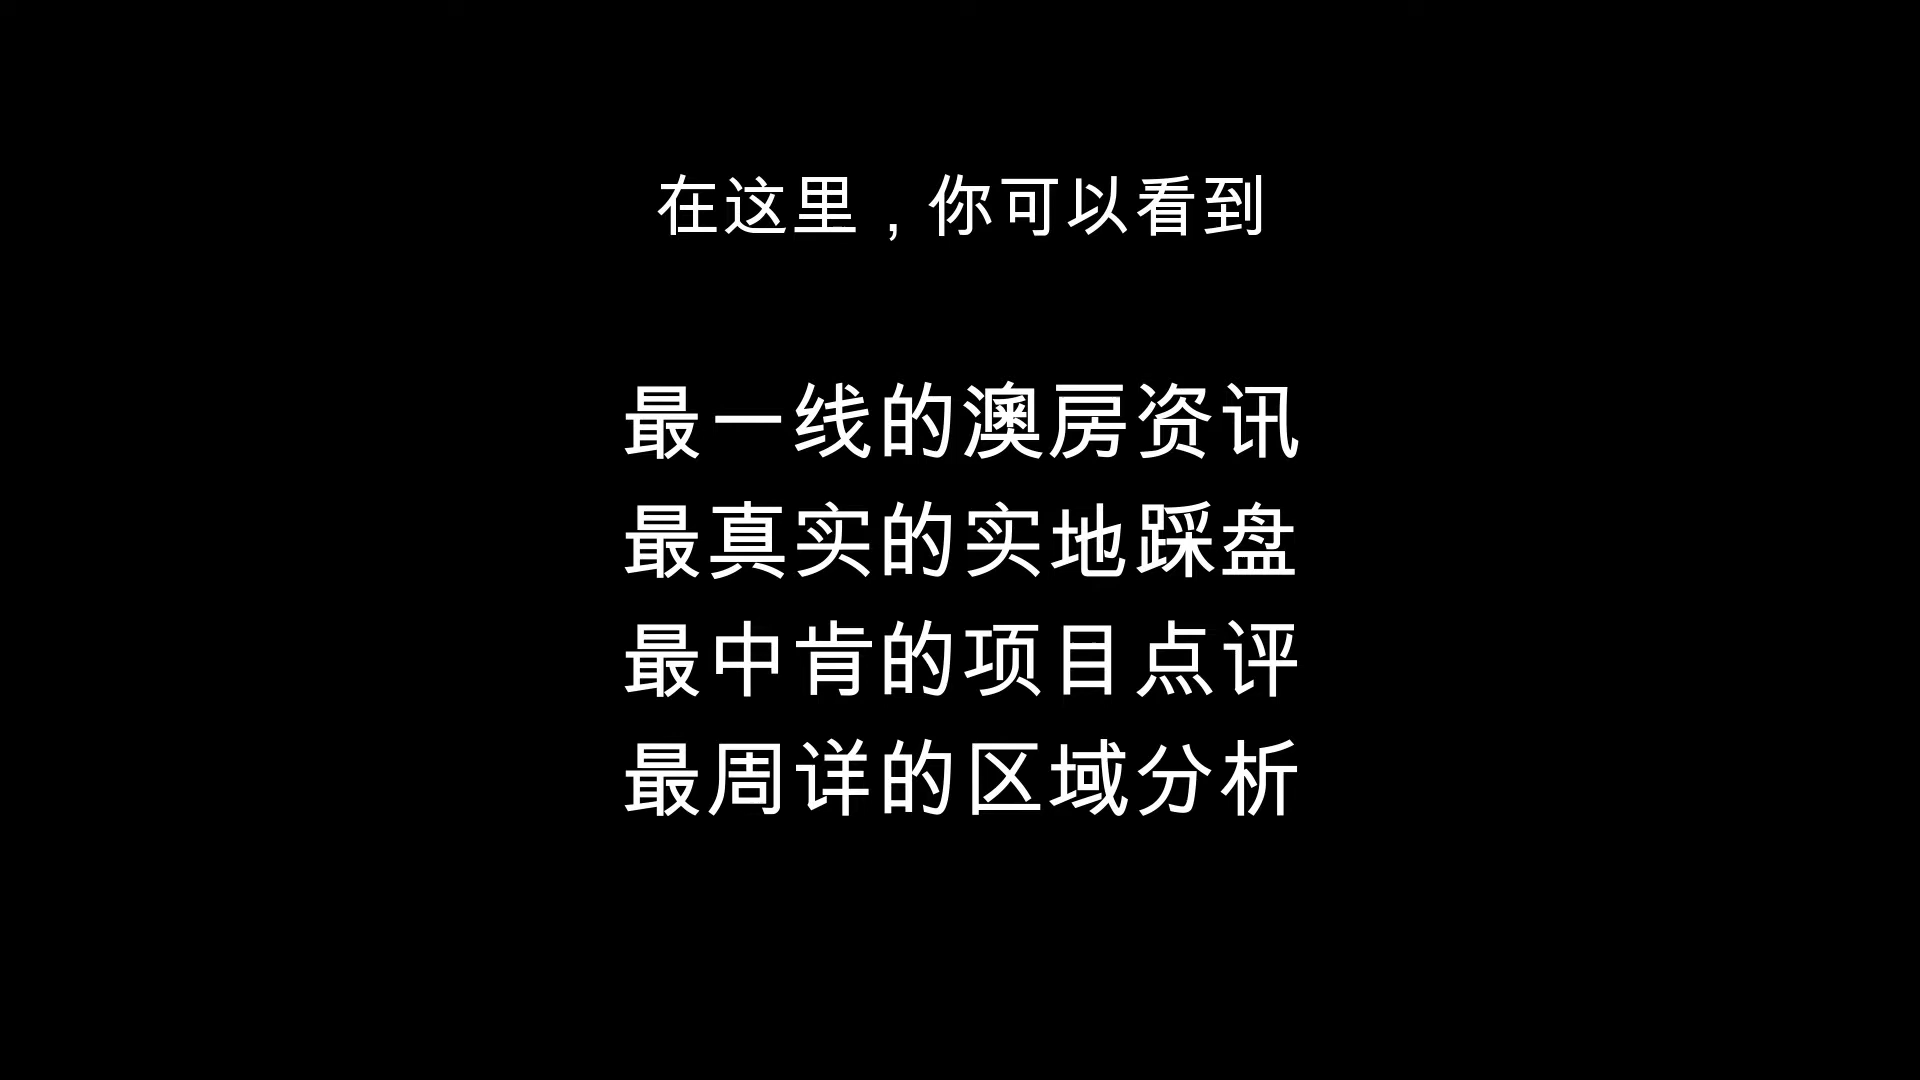 在这里，你可以看到
最一线的澳房资讯
最真实的实地踩盘
最中肯的项目点评
最周详的区域分析